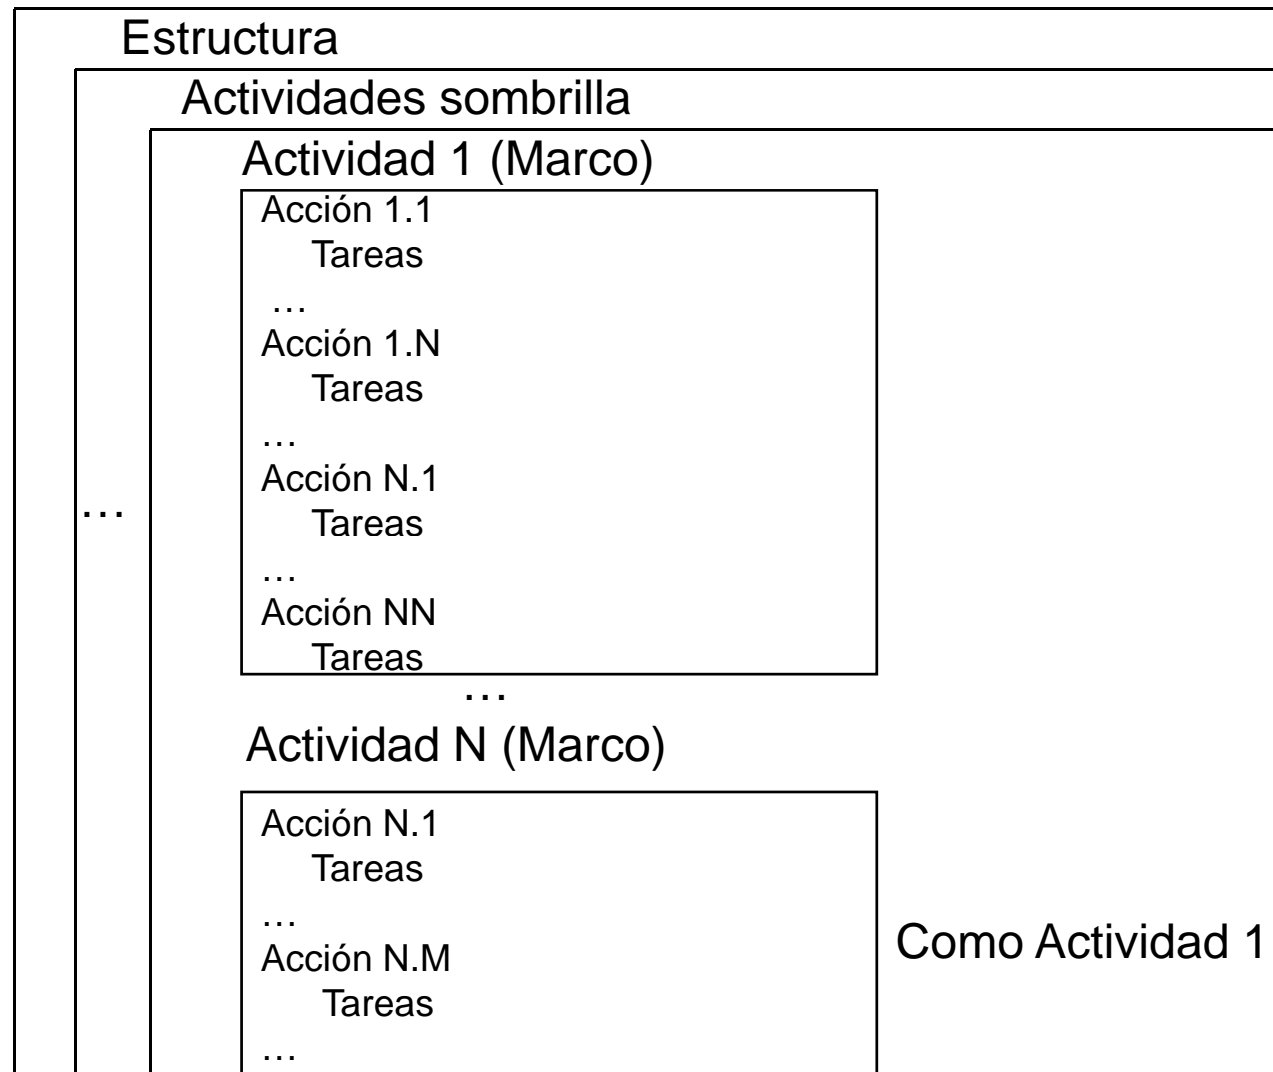 Estructura
Actividades sombrilla
Actividad 1 (Marco)
Acción 1.1
Tareas
…
Acción 1.N
Tareas
…
Acción N.1
…
Tareas
…
Acción NN
Tareas
…
Actividad N (Marco)
Acción N.1
Tareas
…
Como Actividad 1
Acción N.M
Tareas
…